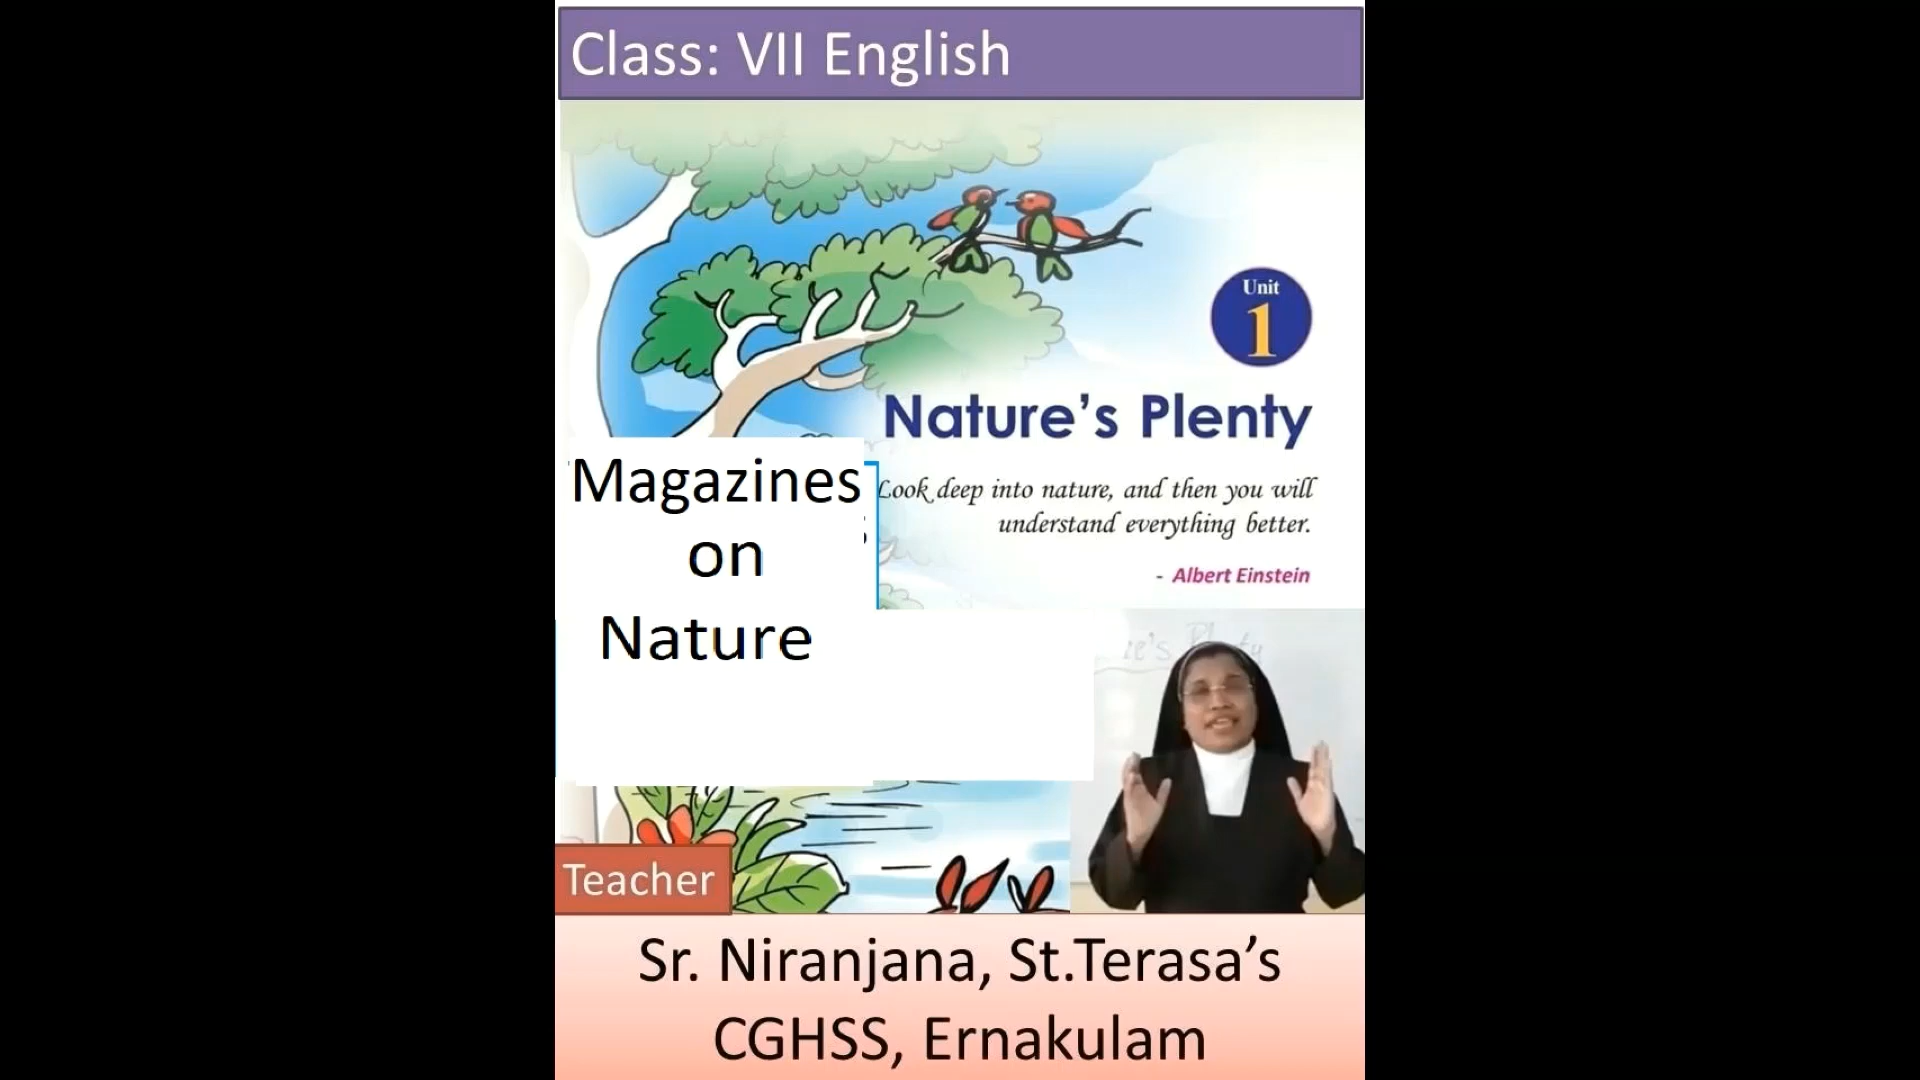 Class: VII English
Unit
1
Nature's Plenty
Look deep into nature, and then you will
understand everything better.
- Albert Einstein
Magazines
on
Nature
Teacher
Sr. Niranjana, St.Terasa's
CGHSS, Ernakulam